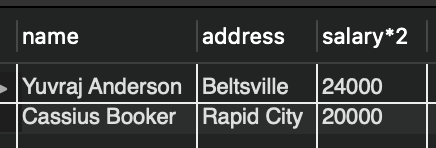 name address salary*2
Yuvraj Anderson Beltsville 24000
Cassius Booker Rapid City 20000